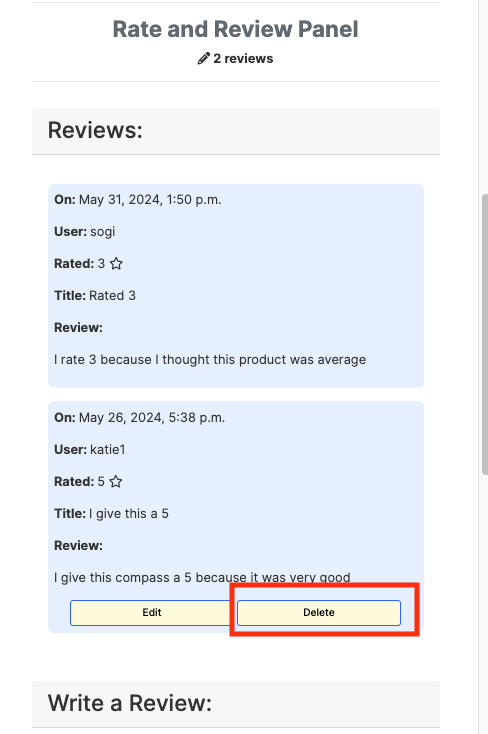 Rate and Review Panel
2 reviews
Reviews:
On: May 31, 2024, 1:50 p.m.
User: sogi
Rated: 3
Title: Rated 3
Review:
I rate 3 because I thought this product was average
On: May 26, 2024, 5:38 p.m.
User: katie1
Rated: 5
Title: I give this a 5
Review:
I give this compass a 5 because it was very good
Edit
Delete
Write a Review: